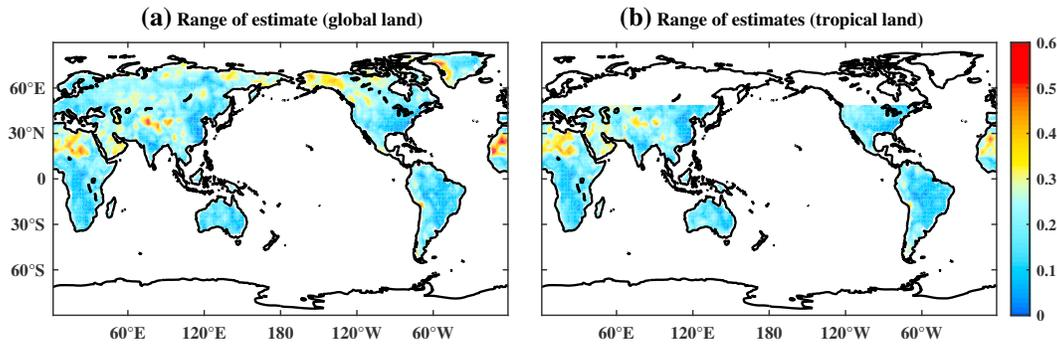 (a) Range of estimate (global land)
(b) Range of estimates (tropical land)
60°N
30°N
0
30°S
60°S
60°E 120°E 180 120°W 60°W
60°E 120°E 180 120°W 60°W
0.6
0.5
0.4
0.3
0.2
0.1
0